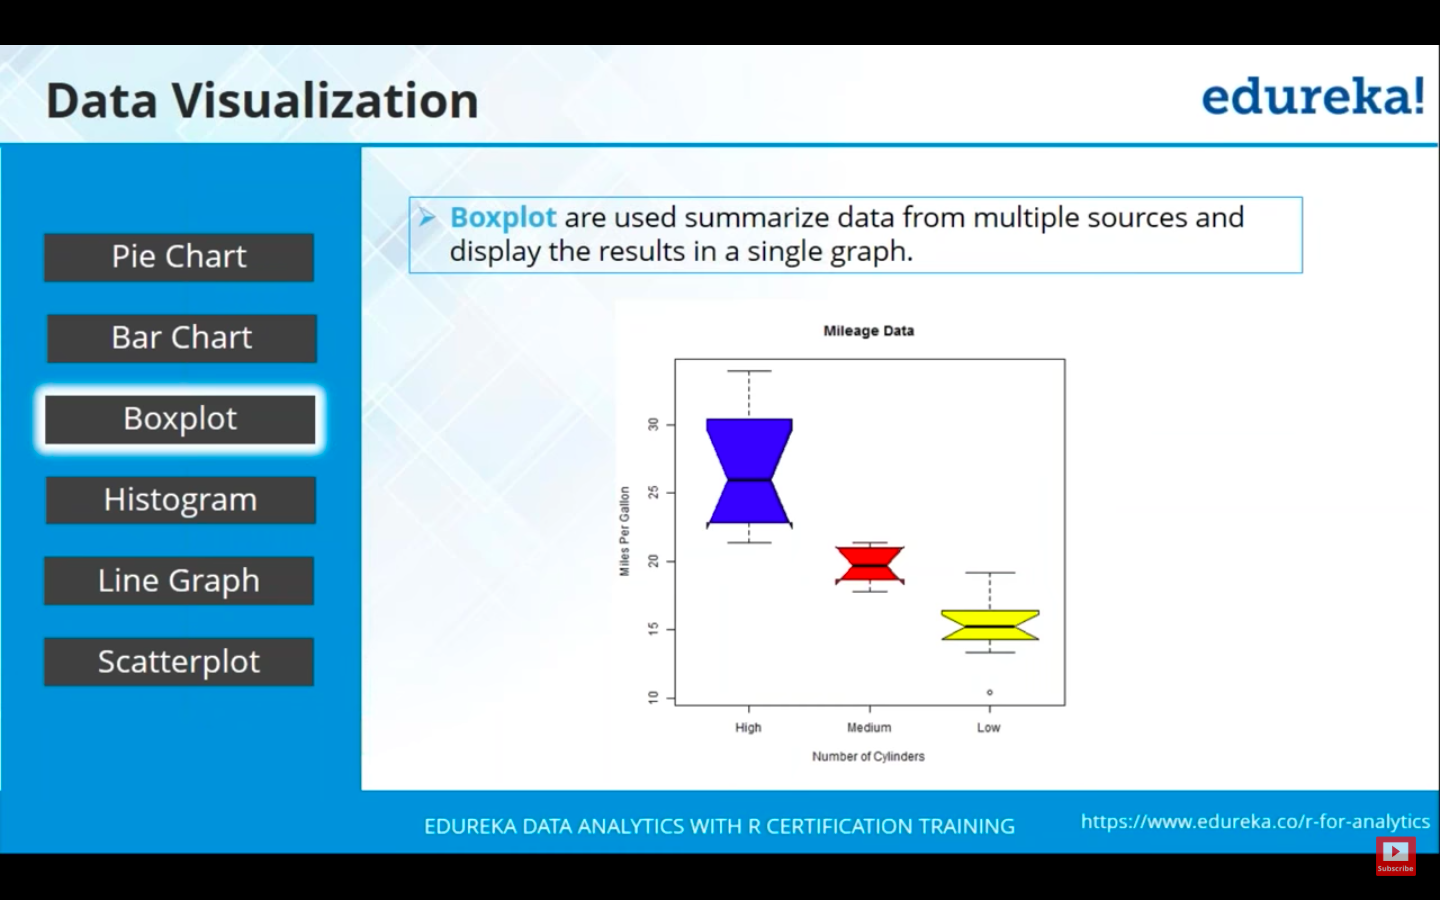 Data Visualization
edureka!
Pie Chart
Bar Chart
Boxplot
Histogram
Line Graph
Scatterplot
➢ Boxplot are used summarize data from multiple sources and
display the results in a single graph.
Mileage Data
Miles Per Gallon
30
25
20
15
10
High Medium Low
Number of Cylinders
EDUREKA DATA ANALYTICS WITH R CERTIFICATION TRAINING
https://www.edureka.co/r-for-analytics
Subscribe